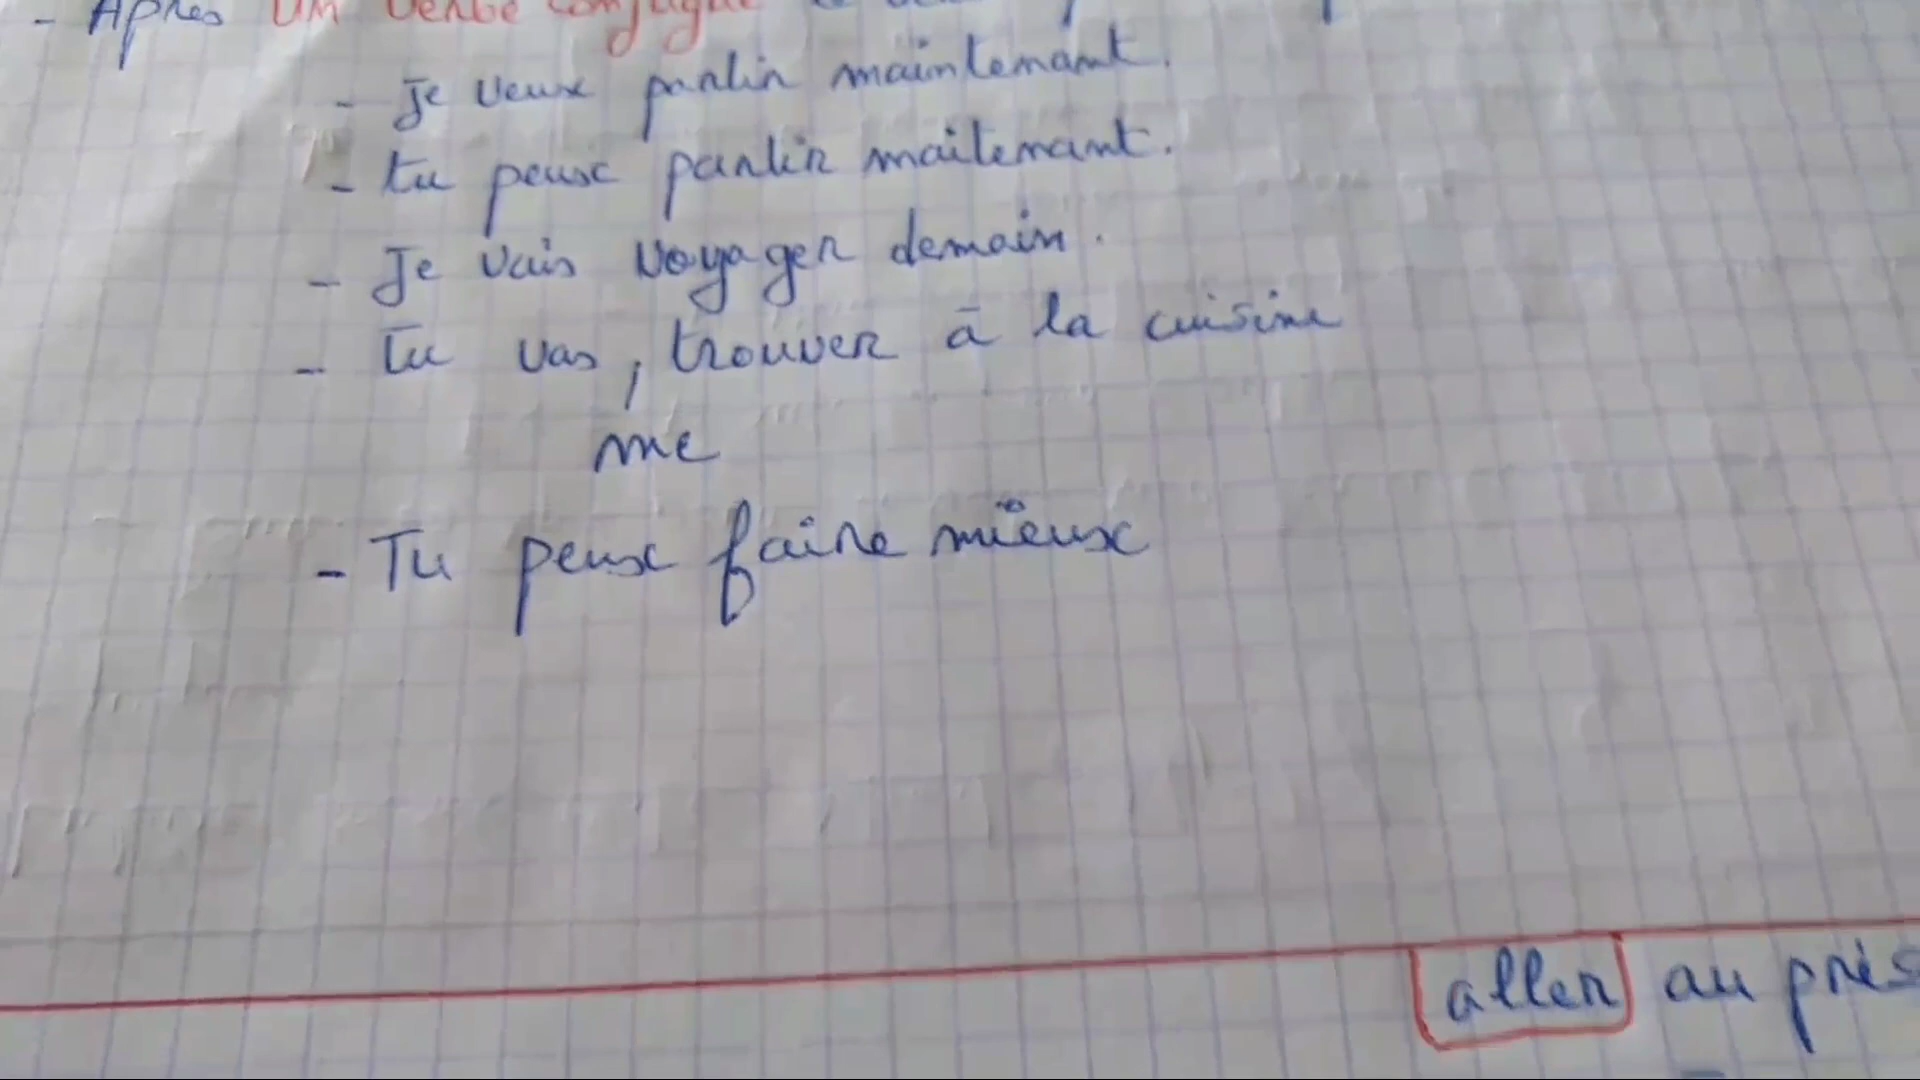 - Après un verbe conjugué
- Je veux partir maintenant.
- tu peux partir maitenant.
- Je vais voyager demain.
- Tu vas, trouver à la cuisine
me
- Tu peux faire mieux
aller au prés